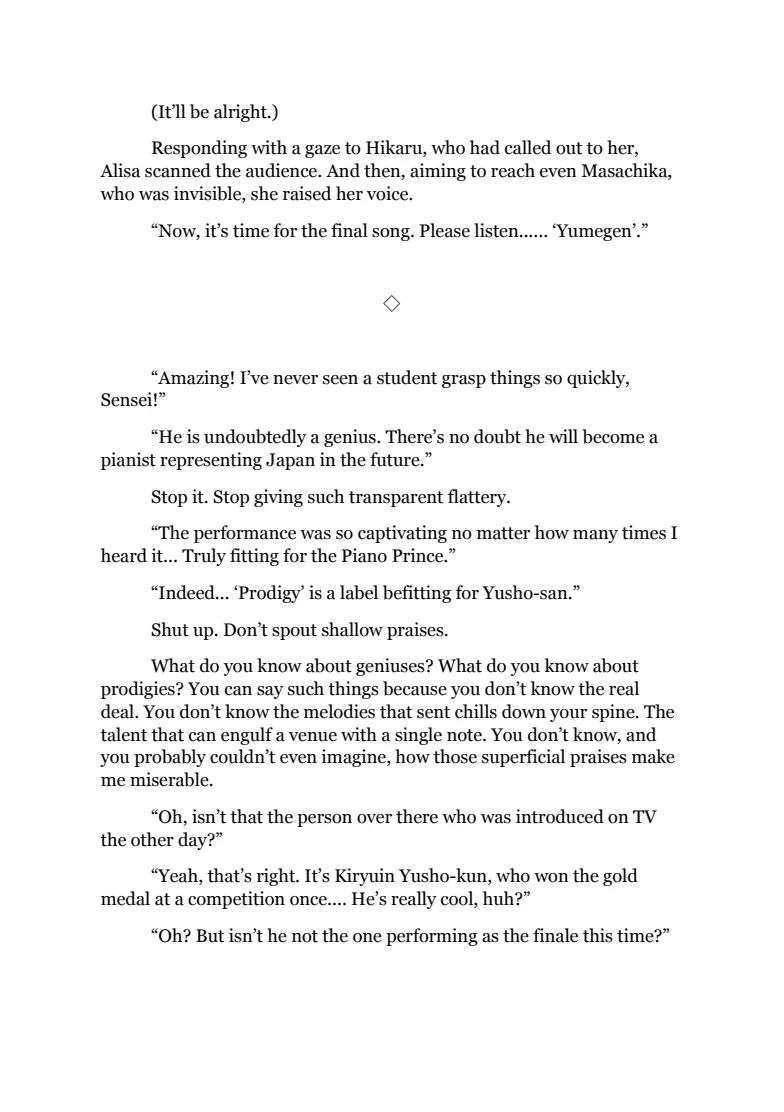 (It’ll be alright.)
Responding with a gaze to Hikaru, who had called out to her,
Alisa scanned the audience. And then, aiming to reach even Masachika,
who was invisible, she raised her voice.
“Now, it’s time for the final song. Please listen...... ‘Yumegen’.”
◇
“Amazing! I’ve never seen a student grasp things so quickly,
Sensei!”
“He is undoubtedly a genius. There’s no doubt he will become a
pianist representing Japan in the future.”
Stop it. Stop giving such transparent flattery.
“The performance was so captivating no matter how many times I
heard it... Truly fitting for the Piano Prince.”
“Indeed... ‘Prodigy’ is a label befitting for Yusho-san.”
Shut up. Don’t spout shallow praises.
What do you know about geniuses? What do you know about
prodigies? You can say such things because you don’t know the real
deal. You don’t know the melodies that sent chills down your spine. The
talent that can engulf a venue with a single note. You don’t know, and
you probably couldn’t even imagine, how those superficial praises make
me miserable.
“Oh, isn’t that the person over there who was introduced on TV
the other day?”
“Yeah, that’s right. It’s Kiryuin Yusho-kun, who won the gold
medal at a competition once.... He’s really cool, huh?”
“Oh? But isn’t he not the one performing as the finale this time?”